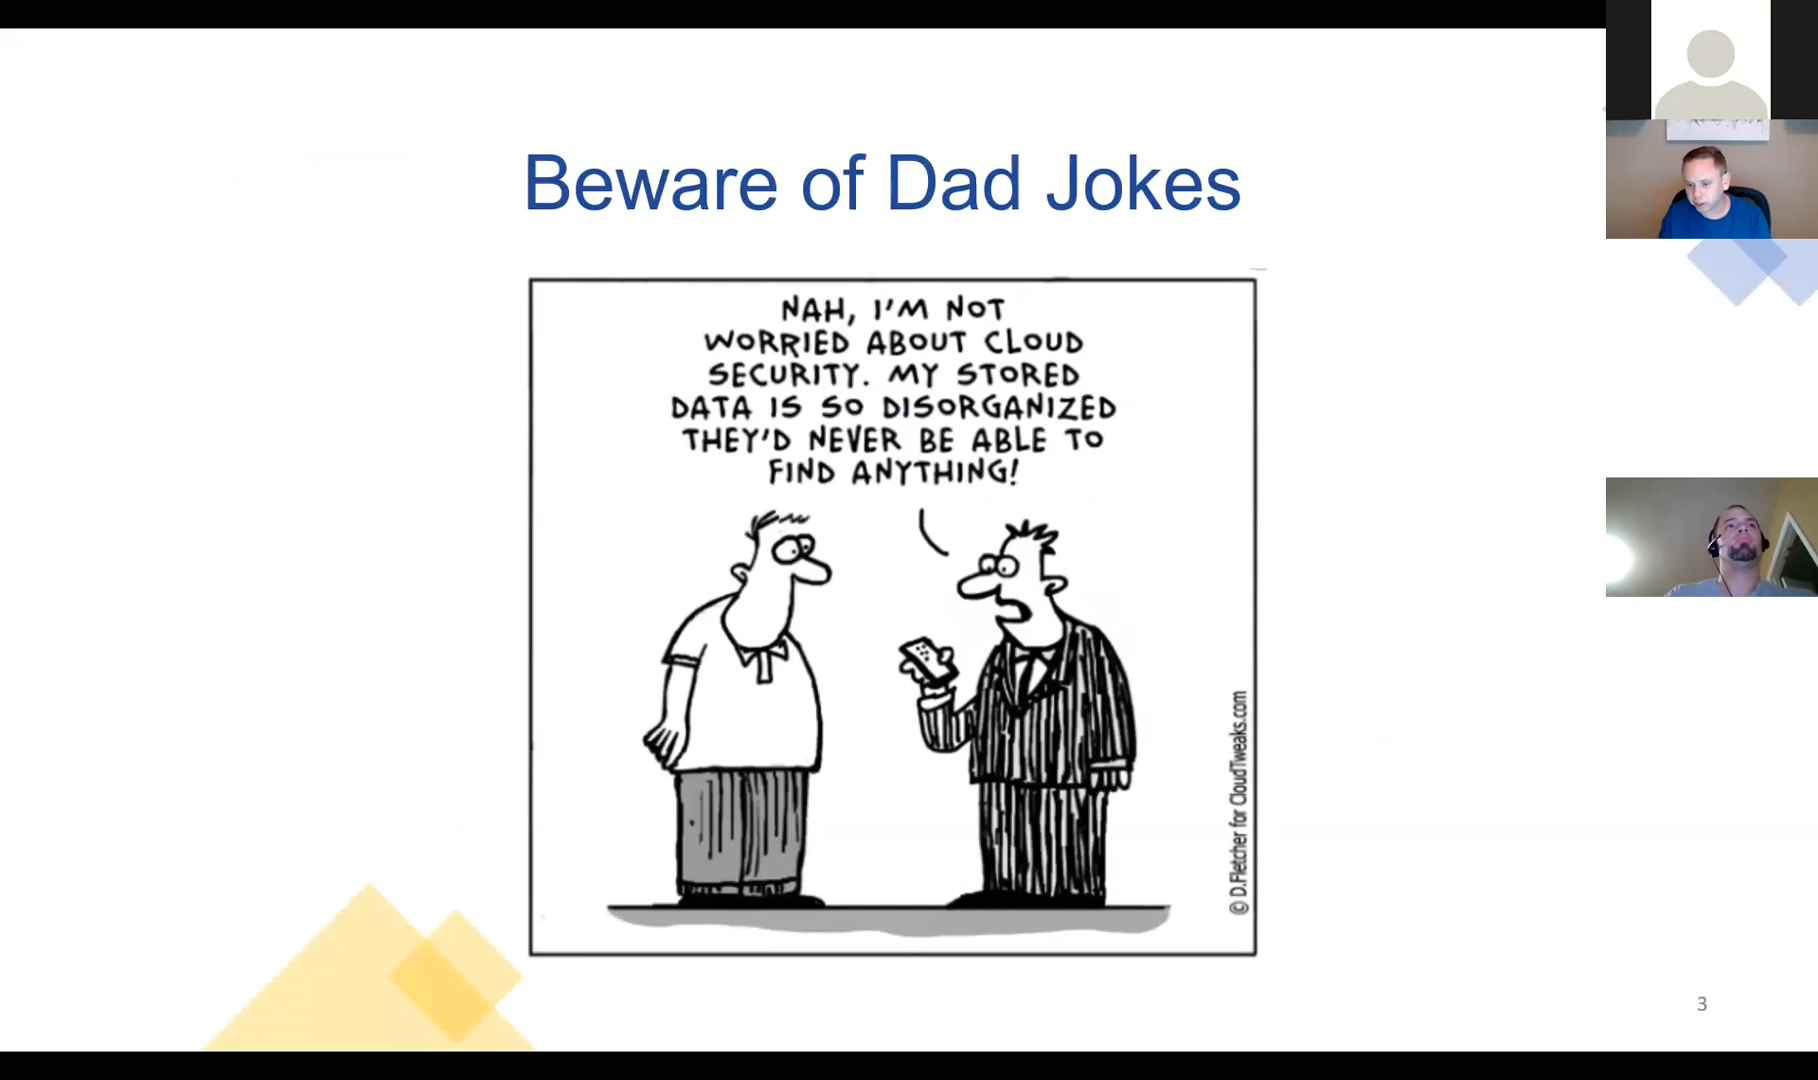 Beware of Dad Jokes
NAH, I'M NOT
WORRIED ABOUT CLOUD
SECURITY. MY STORED
DATA IS SO DISORGANIZED
THEY'D NEVER BE ABLE TO
FIND ANYTHING!
© D.Fletcher for CloudTweaks.com
3